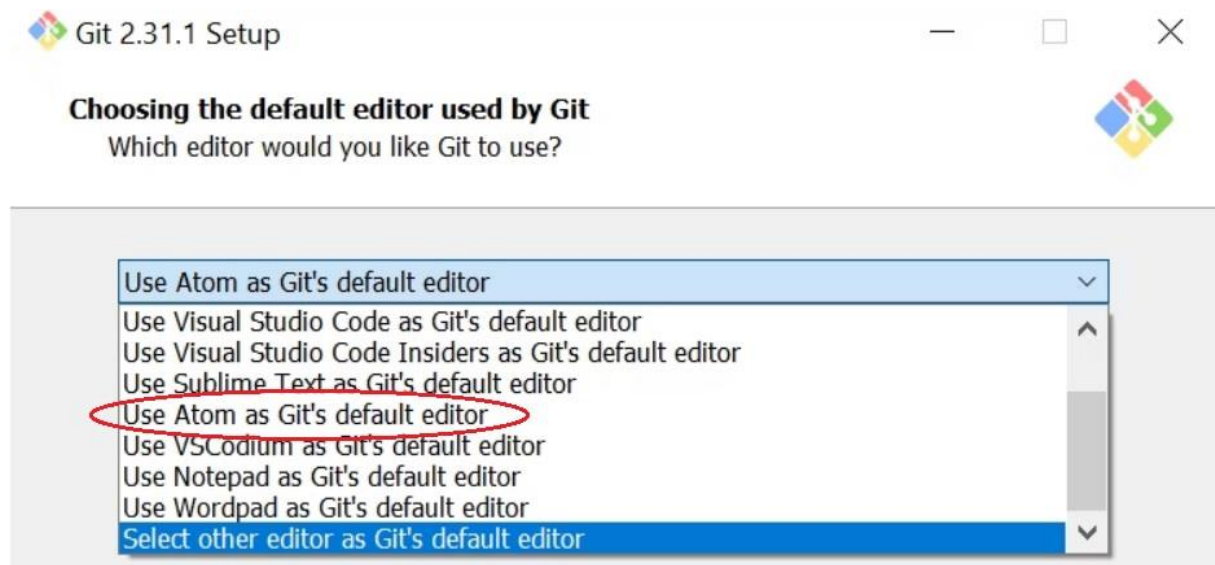 Git 2.31.1 Setup
Choosing the default editor used by Git
Which editor would you like Git to use?
Use Atom as Git's default editor
Use Visual Studio Code as Git's default editor
Use Visual Studio Code Insiders as Git's default editor
Use Sublime Text as Git's default editor
Use Atom as Git's default editor
Use VSCodium as Git's default editor
Use Notepad as Git's default editor
Use Wordpad as Git's default editor
Select other editor as Git's default editor